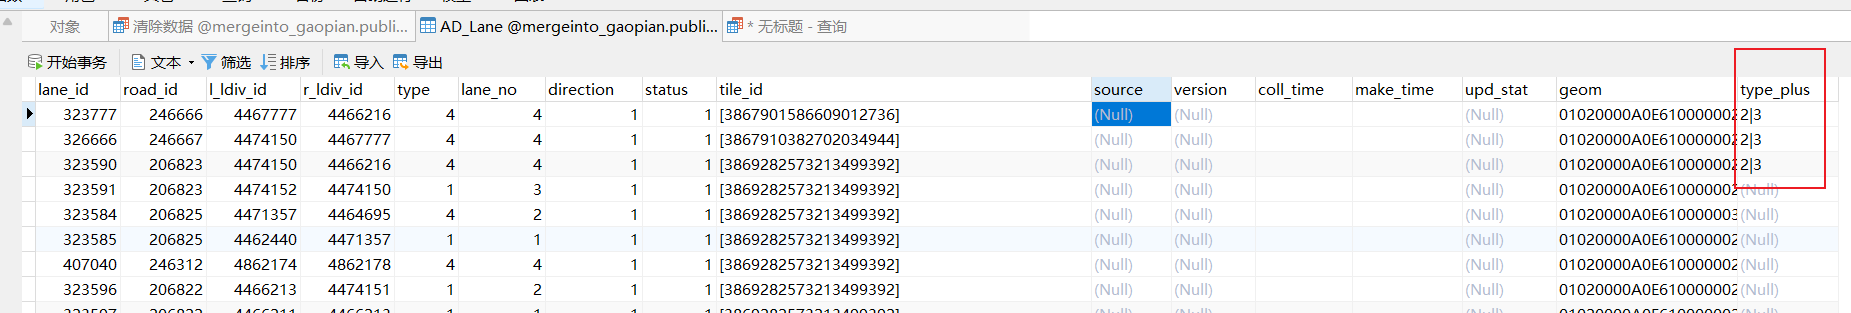 对象 清除数据 @mergeinto_gaopian.publi... AD_Lane @mergeinto_gaopian.publi... * 无标题 - 查询
开始事务 文本 筛选 排序 导入 导出
lane_id road_id l_ldiv_id r_ldiv_id type lane_no direction status tile_id source version coll_time make_time upd_stat geom type_plus
323777 246666 4467777 4466216 4 4 1 1 [3867901586609012736] (Null) (Null) (Null) 01020000A0E610000002 2|3
326666 246667 4474150 4467777 4 4 1 1 [3867910382702034944] (Null) (Null) (Null) 01020000A0E610000002 2|3
323590 206823 4474150 4466216 4 4 1 1 [3869282573213499392] (Null) (Null) (Null) 01020000A0E610000002 2|3
323591 206823 4474152 4474150 1 3 1 1 [3869282573213499392] (Null) (Null) (Null) 01020000A0E610000002 (Null)
323584 206825 4471357 4464695 4 2 1 1 [3869282573213499392] (Null) (Null) (Null) 01020000A0E610000003 (Null)
323585 206825 4462440 4471357 1 1 1 1 [3869282573213499392] (Null) (Null) (Null) 01020000A0E610000002 (Null)
407040 246312 4862174 4862178 4 4 1 1 [3869282573213499392] (Null) (Null) (Null) 01020000A0E610000002 (Null)
323596 206822 4466213 4474151 1 2 1 1 [3869282573213499392] (Null) (Null) (Null) 01020000A0E610000002 (Null)